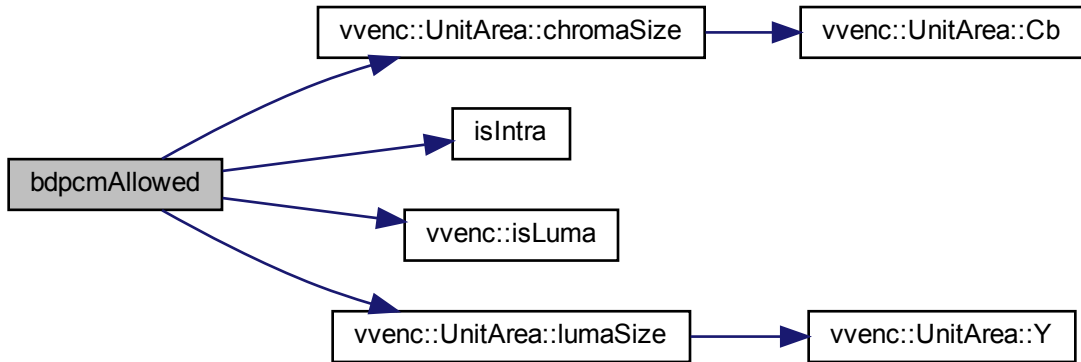 vvenc::UnitArea::chromaSize
vvenc::UnitArea::Cb
isIntra
bdpcmAllowed
vvenc::isLuma
vvenc::UnitArea::lumaSize
vvenc::UnitArea::Y